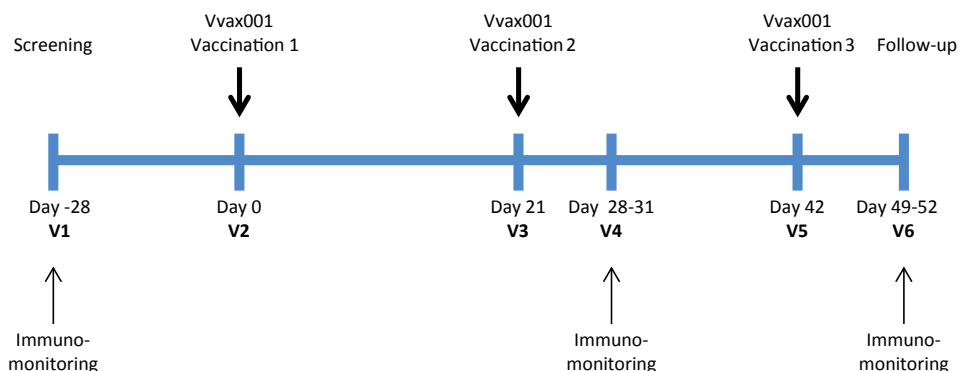 Screening
Vvax001
Vaccination 1
Vvax001
Vaccination 2
Vvax001
Vaccination 3
Follow-up
Day -28
V1
Day 0
V2
Day 21
V3
Day 28-31
V4
Day 42
V5
Day 49-52
V6
Immuno-
monitoring
Immuno-
monitoring
Immuno-
monitoring